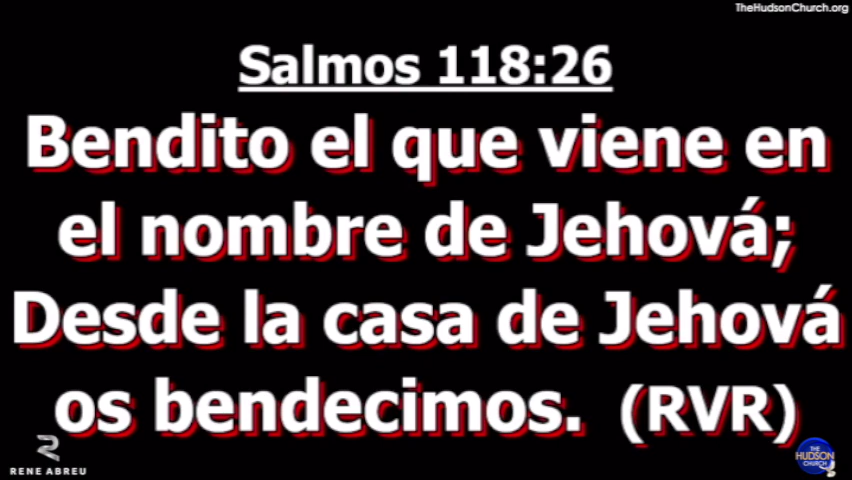 TheHudsonChurch.org
Salmos 118:26
Bendito el que viene en
el nombre de Jehová;
Desde la casa de Jehová
os bendecimos. (RVR)
RENE ABREU
THE
HUDSON
CHURCH